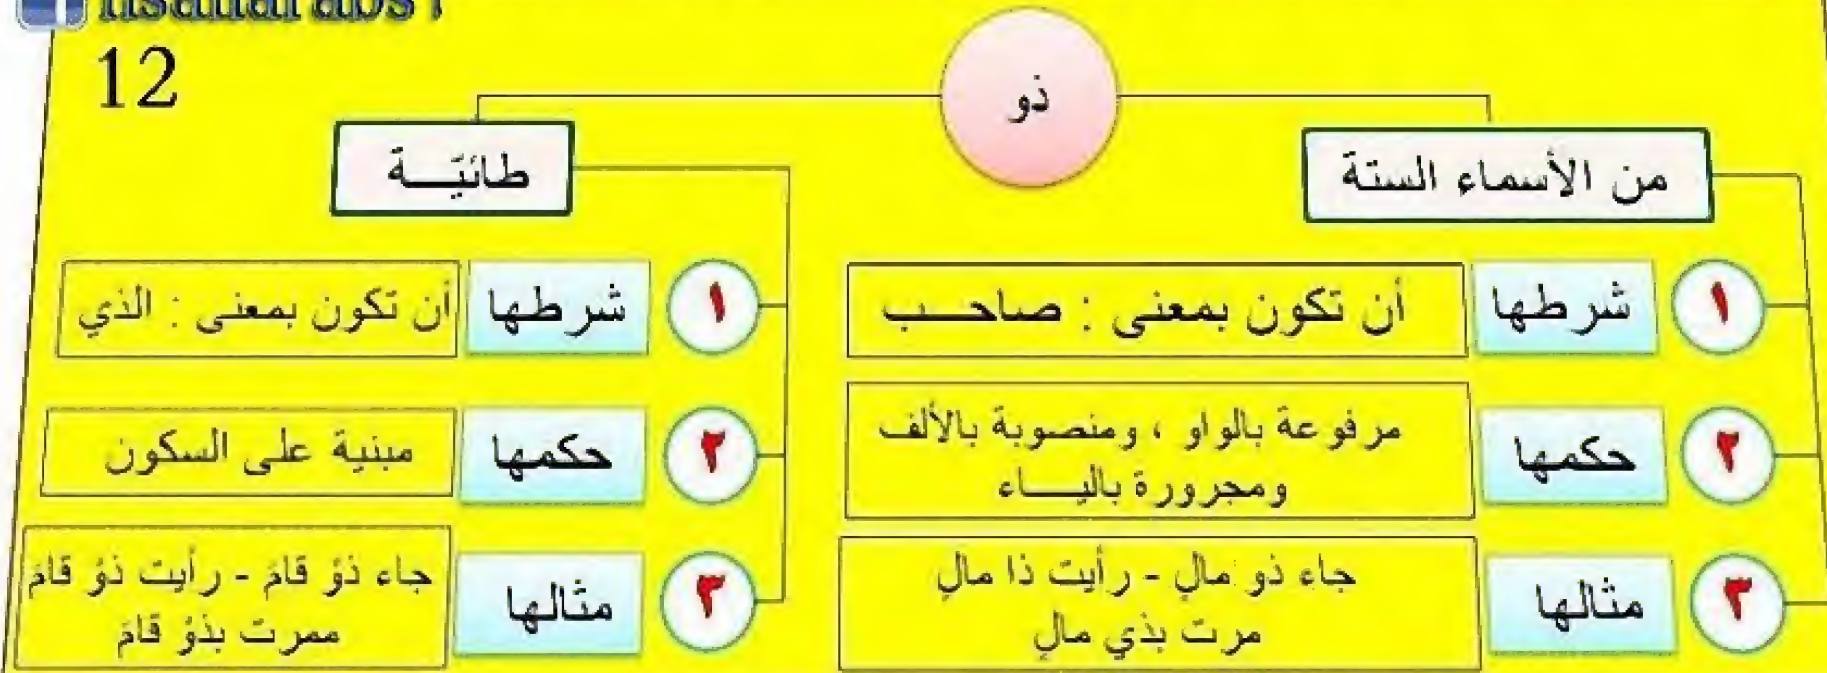 12
ذو
من الأسماء الستة
١
شرطها
أن تكون بمعنى : صاحب
٢
حكمها
مرفوعة بالواو ، ومنصوبة بالألف
ومجرورة باليـــاء
٣
مثالها
جاء ذو مالٍ - رأيت ذا مالٍ
مرت بذي مالٍ
طائيّـــة
١
شرطها
أن تكون بمعنى : الذي
٢
حكمها
مبنية على السكون
٣
مثالها
جاء ذوْ قامَ - رأيت ذوْ قامَ
ممرت بذوْ قامَ